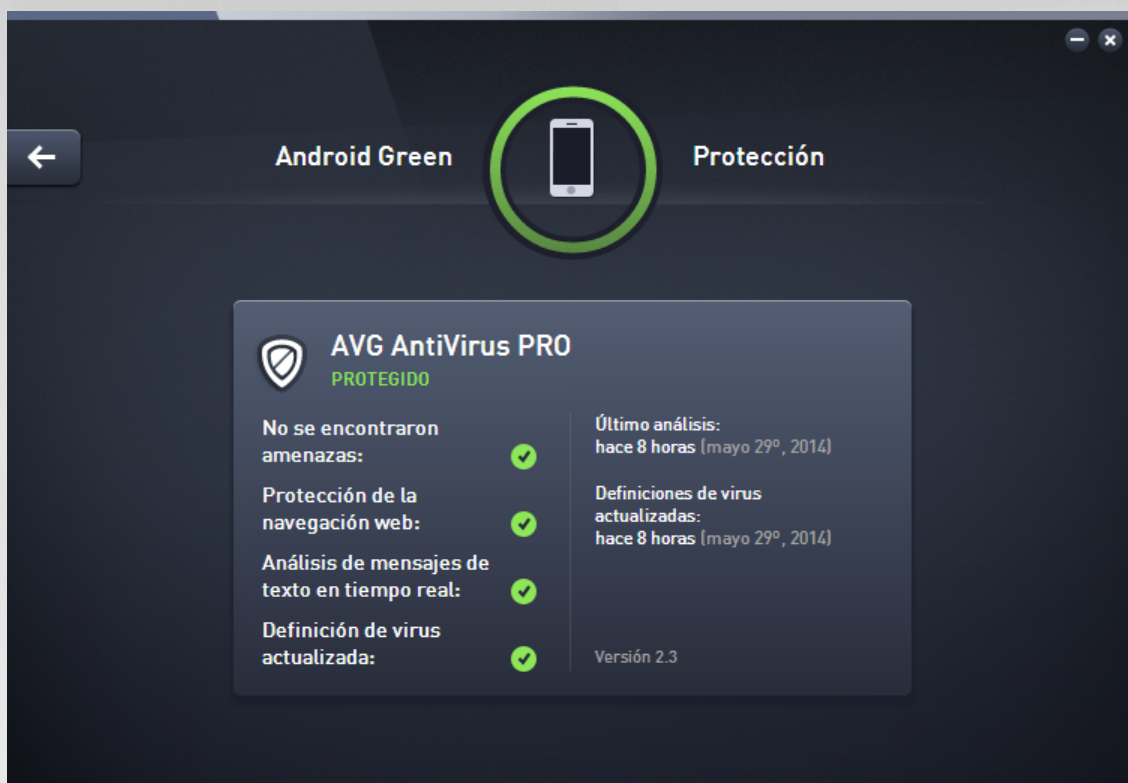 Android Green
Protección
AVG AntiVirus PRO
PROTEGIDO
No se encontraron
amenazas:
Protección de la
navegación web:
Análisis de mensajes de
texto en tiempo real:
Definición de virus
actualizada:
Último análisis:
hace 8 horas (mayo 29º, 2014)
Definiciones de virus
actualizadas:
hace 8 horas (mayo 29º, 2014)
Versión 2.3